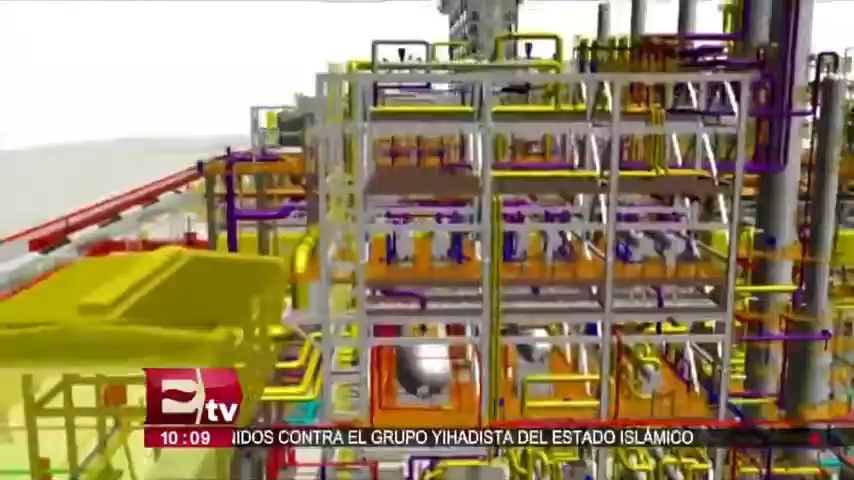 tv
10:09 NIDOS CONTRA EL GRUPO YIHADISTA DEL ESTADO ISLÁMICO